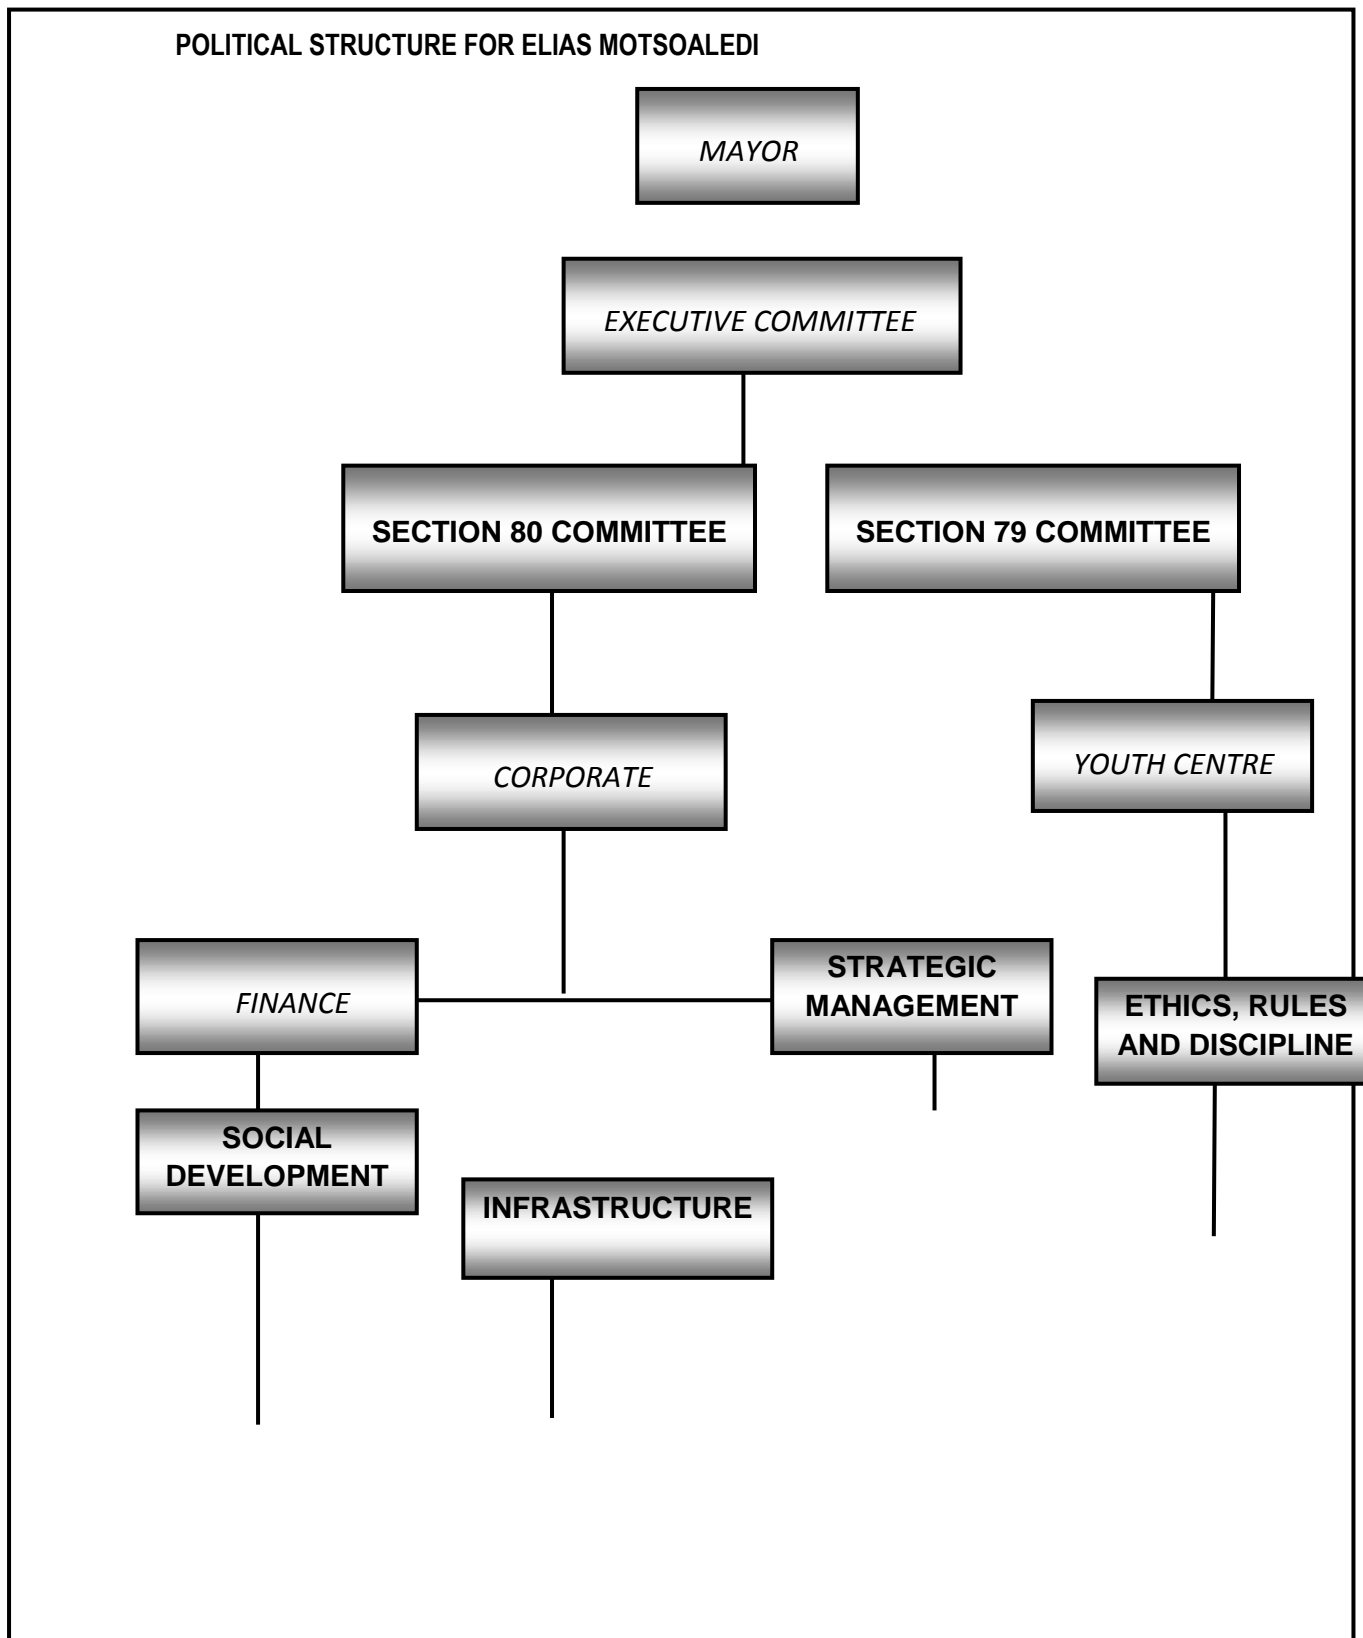 POLITICAL STRUCTURE FOR ELIAS MOTSOALEDI
MAYOR
EXECUTIVE COMMITTEE
SECTION 80 COMMITTEE
SECTION 79 COMMITTEE
CORPORATE
YOUTH CENTRE
FINANCE
STRATEGIC
MANAGEMENT
ETHICS, RULES
AND DISCIPLINE
SOCIAL
DEVELOPMENT
INFRASTRUCTURE